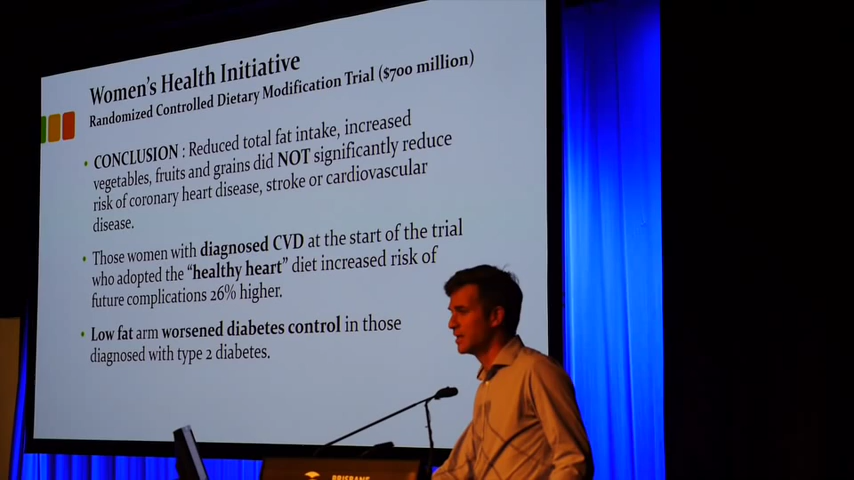 Women's Health Initiative
Randomized Controlled Dietary Modification Trial ($700 million)
• CONCLUSION : Reduced total fat intake, increased
vegetables, fruits and grains did NOT significantly reduce
risk of coronary heart disease, stroke or cardiovascular
disease.
• Those women with diagnosed CVD at the start of the trial
who adopted the "healthy heart" diet increased risk of
future complications 26% higher.
• Low fat arm worsened diabetes control in those
diagnosed with type 2 diabetes.
BRISBANE